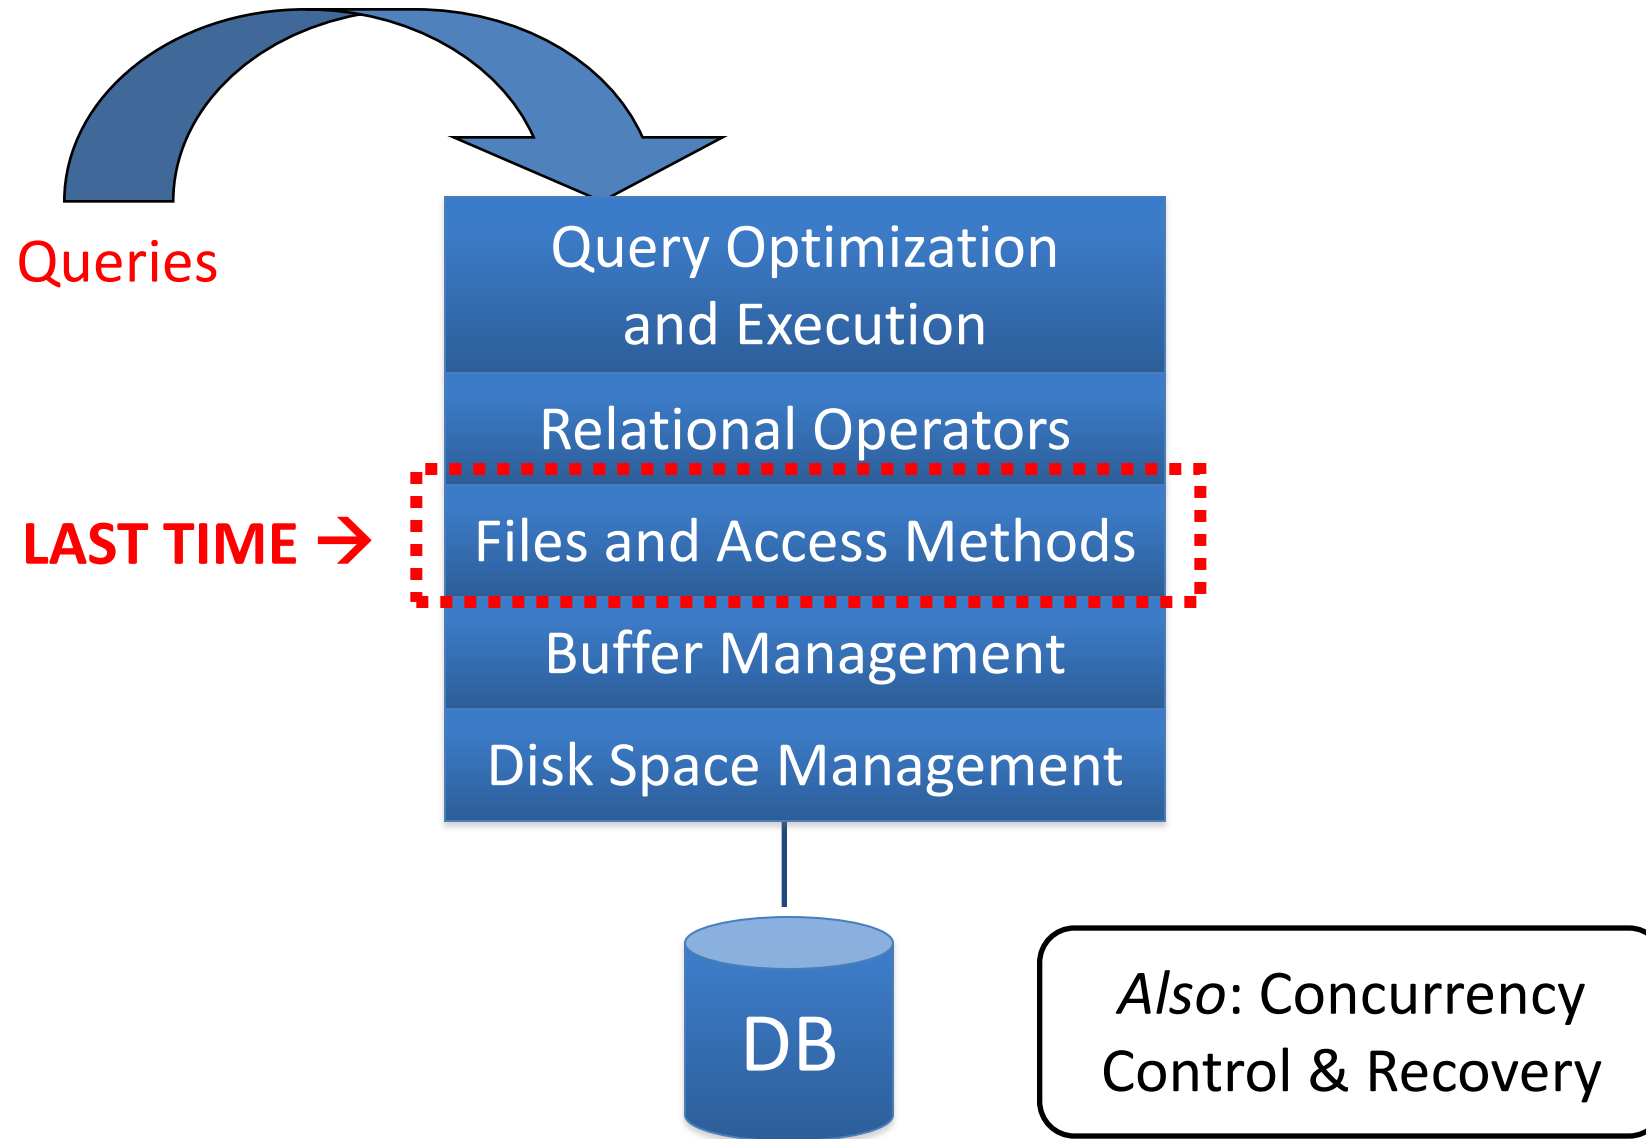 Queries
Query Optimization
and Execution
Relational Operators
LAST TIME →
Files and Access Methods
Buffer Management
Disk Space Management
DB
Also: Concurrency
Control & Recovery